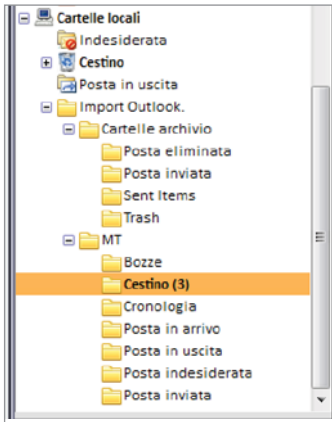 Cartelle locali
Indesiderata
Cestino
Posta in uscita
Import Outlook.
Cartelle archivio
Posta eliminata
Posta inviata
Sent Items
Trash
MT
Bozze
Cestino (3)
Cronologia
Posta in arrivo
Posta in uscita
Posta indesiderata
Posta inviata